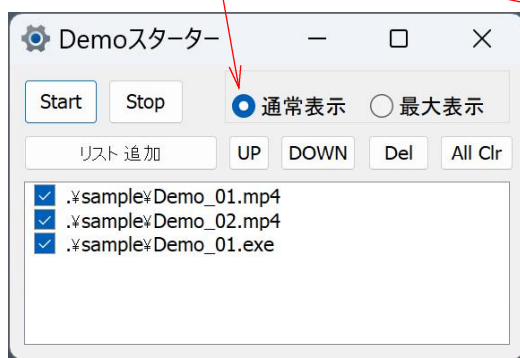 Demoスターター
Start Stop 通常表示 最大表示
リスト 追加 UP DOWN Del All Clr
.¥sample¥Demo_01.mp4
.¥sample¥Demo_02.mp4
.¥sample¥Demo_01.exe